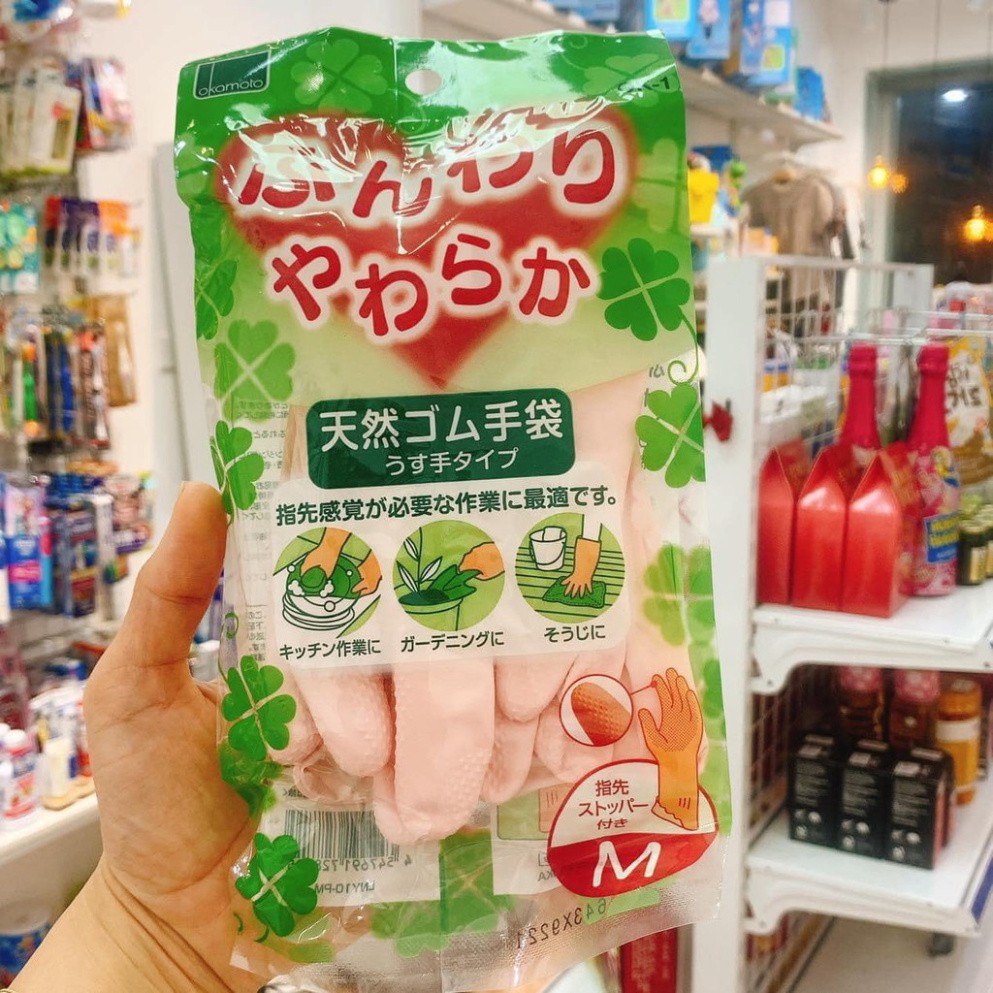 okamoto
ふんわり
やわらか
天然ゴム手袋
うす手タイプ
指先感覚が必要な作業に最適です。
キッチン作業に
ガーデニングに
そうじに
指先
ストッパー
付き
M